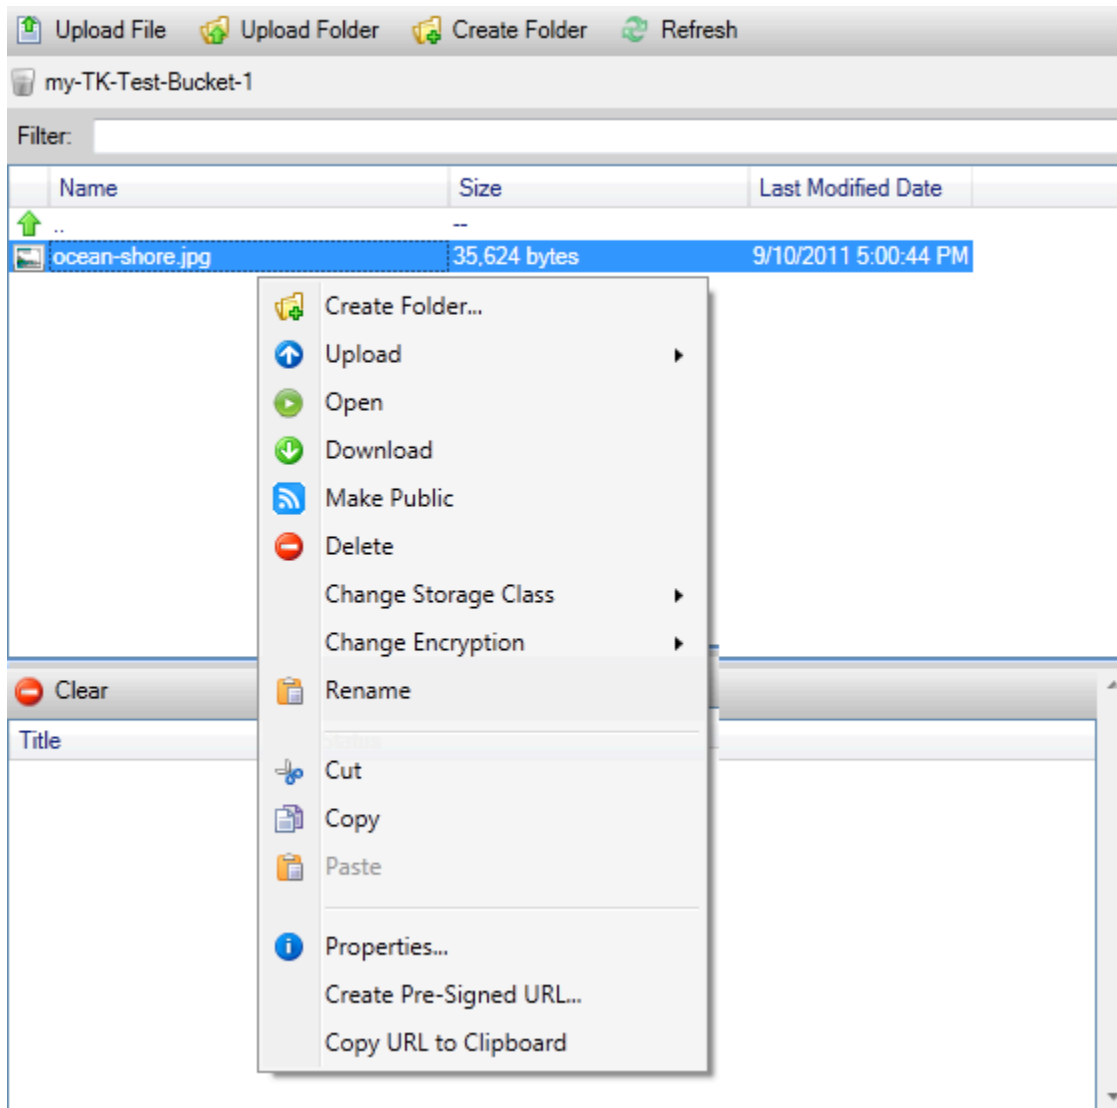 Upload File Upload Folder Create Folder Refresh
my-TK-Test-Bucket-1
Filter:
Name Size Last Modified Date
.. --
ocean-shore.jpg 35,624 bytes 9/10/2011 5:00:44 PM
Create Folder...
Upload
Open
Download
Make Public
Delete
Change Storage Class
Change Encryption
Rename
Cut
Copy
Paste
Properties...
Create Pre-Signed URL...
Copy URL to Clipboard
Clear
Title Status